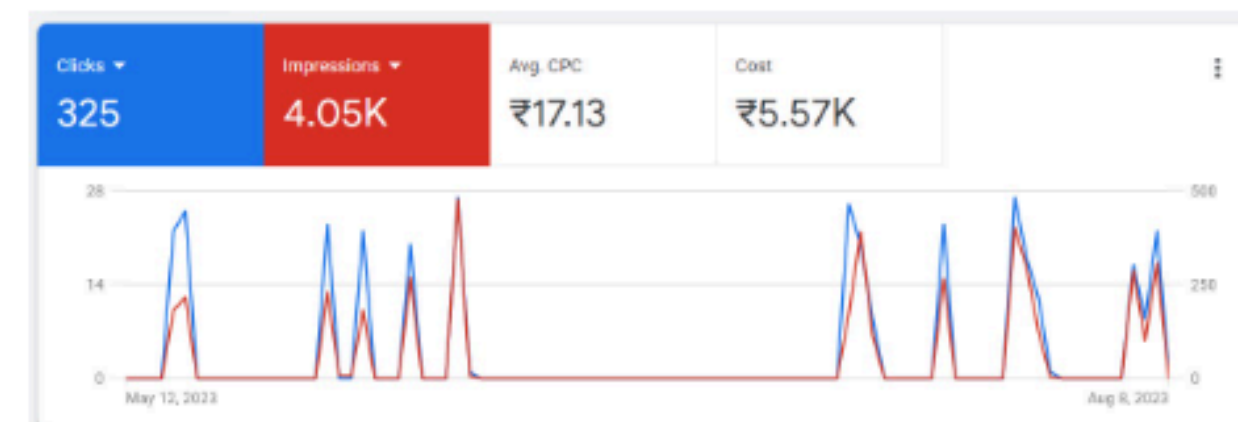 Clicks
325
Impressions
4.05K
Avg. CPC
₹17.13
Cost
₹5.57K
28
500
14
250
0
0
May 12, 2023
Aug 8, 2023